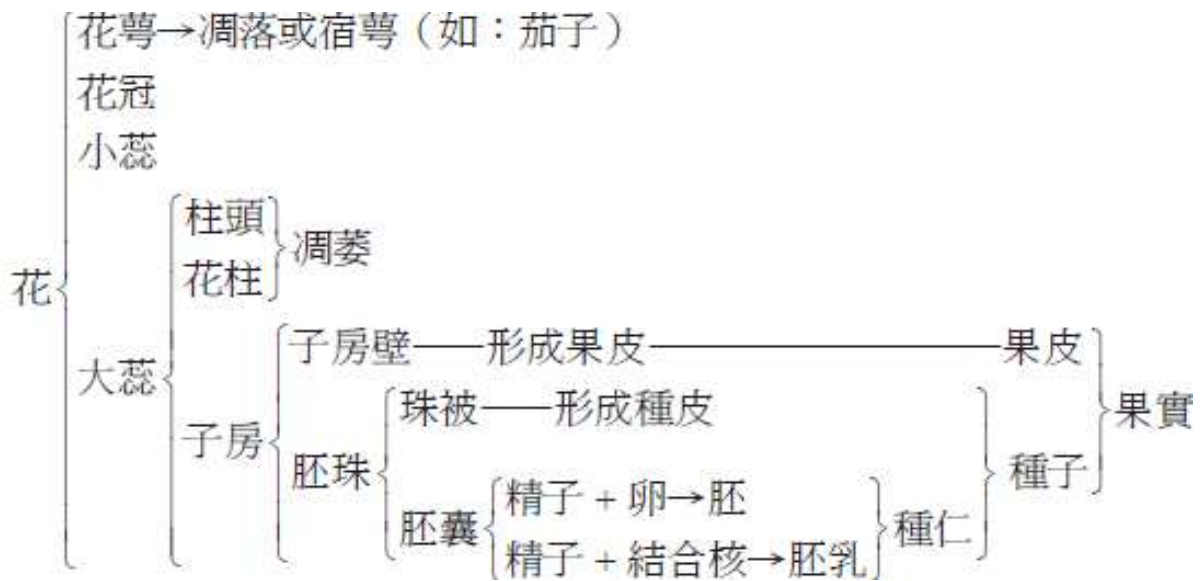 花萼→凋落或宿萼（如：茄子）
花冠
小蕊
柱頭
凋萎
花柱
花
子房壁——形成果皮————————果皮
大蕊
珠被——形成種皮
果實
子房
胚珠
種子
精子+卵→胚
胚囊
種仁
精子+結合核→胚乳